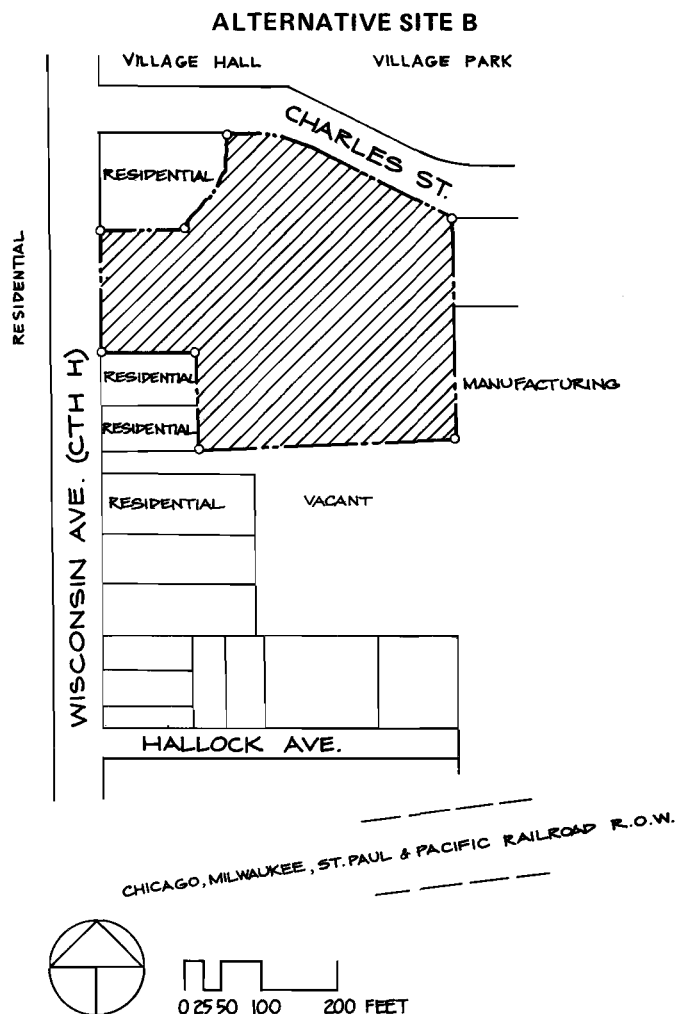 ALTERNATIVE SITE B
VILLAGE HALL
VILLAGE PARK
CHARLES ST.
RESIDENTIAL
RESIDENTIAL
RESIDENTIAL
MANUFACTURING
RESIDENTIAL
WISCONSIN AVE. (CTH H)
RESIDENTIAL
VACANT
HALLOCK AVE.
CHICAGO, MILWAUKEE, ST. PAUL & PACIFIC RAILROAD R.O.W.
0 25 50 100 200 FEET